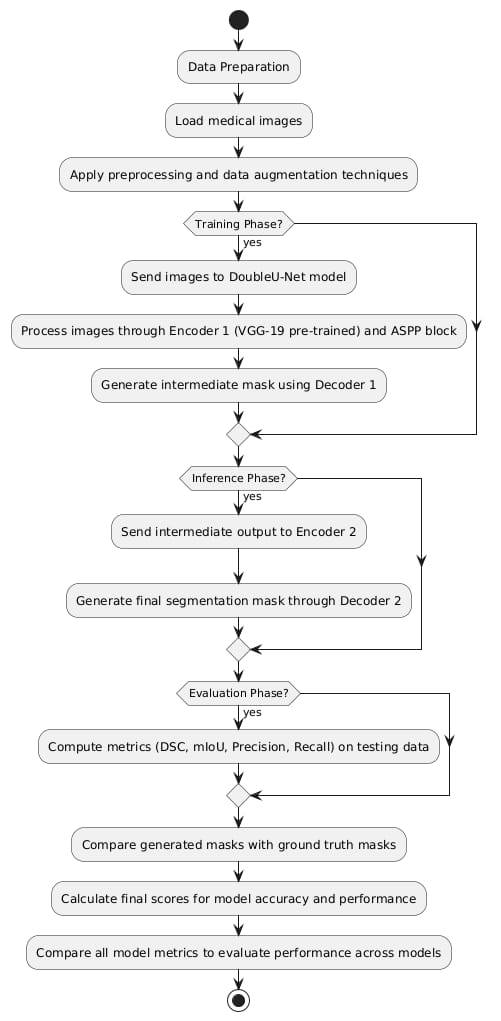 Data Preparation
Load medical images
Apply preprocessing and data augmentation techniques
Training Phase?
yes
Send images to DoubleU-Net model
Process images through Encoder 1 (VGG-19 pre-trained) and ASPP block
Generate intermediate mask using Decoder 1
Inference Phase?
yes
Send intermediate output to Encoder 2
Generate final segmentation mask through Decoder 2
Evaluation Phase?
yes
Compute metrics (DSC, mIoU, Precision, Recall) on testing data
Compare generated masks with ground truth masks
Calculate final scores for model accuracy and performance
Compare all model metrics to evaluate performance across models